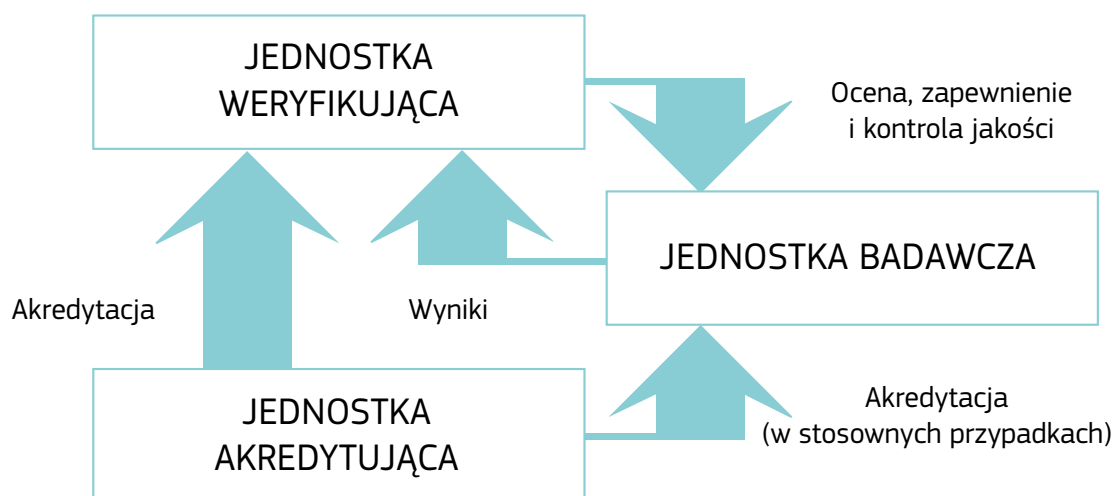 JEDNOSTKA
WERYFIKUJĄCA
Ocena, zapewnienie
i kontrola jakości
JEDNOSTKA BADAWCZA
Akredytacja
Wyniki
JEDNOSTKA
AKREDYTUJĄCA
Akredytacja
(w stosownych przypadkach)